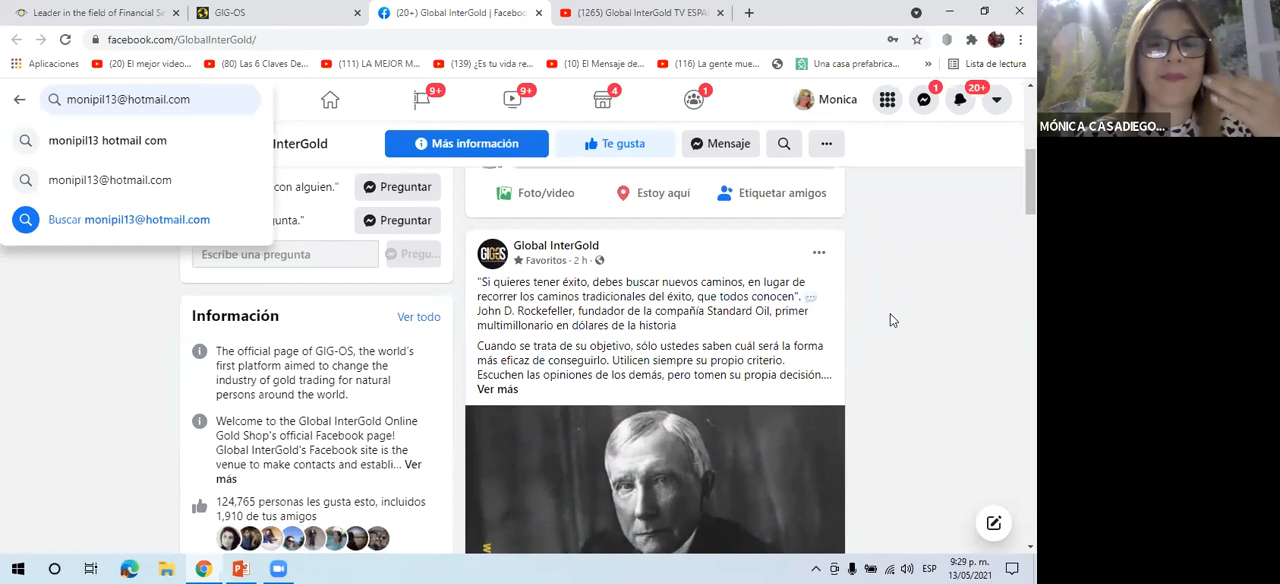 Leader in the field of Financial Se
GIG-OS
(20+) Global InterGold | Faceboo
(1265) Global InterGold TV ESPA
facebook.com/GlobalInterGold/
Aplicaciones
(20) El mejor video...
(80) Las 6 Claves De...
(111) LA MEJOR M...
(139) ¿Es tu vida re...
(10) El Mensaje de...
(116) La gente mue...
Una casa prefabrica...
»
Lista de lectura
monipil13@hotmail.com
9+
9+
4
1
Monica
1
20+
monipil13 hotmail com
monipil13@hotmail.com
Buscar monipil13@hotmail.com
InterGold
Más información
Te gusta
Mensaje
con alguien."
Preguntar
gunta."
Preguntar
Escribe una pregunta
Pregu...
Foto/video
Estoy aquí
Etiquetar amigos
Información
Ver todo
The official page of GIG-OS, the world's
first platform aimed to change the
industry of gold trading for natural
persons around the world.
Welcome to the Global InterGold Online
Gold Shop's official Facebook page!
Global InterGold's Facebook site is the
venue to make contacts and establi... Ver
más
124,765 personas les gusta esto, incluidos
1,910 de tus amigos
GIGOS
Global InterGold
Favoritos · 2 h ·
"Si quieres tener éxito, debes buscar nuevos caminos, en lugar de
recorrer los caminos tradicionales del éxito, que todos conocen".
John D. Rockefeller, fundador de la compañía Standard Oil, primer
multimillonario en dólares de la historia
Cuando se trata de su objetivo, sólo ustedes saben cuál será la forma
más eficaz de conseguirlo. Utilicen siempre su propio criterio.
Escuchen las opiniones de los demás, pero tomen su propia decisión....
Ver más
MÓNICA CASADIEGO...
ESP
9:29 p. m.
13/05/2021